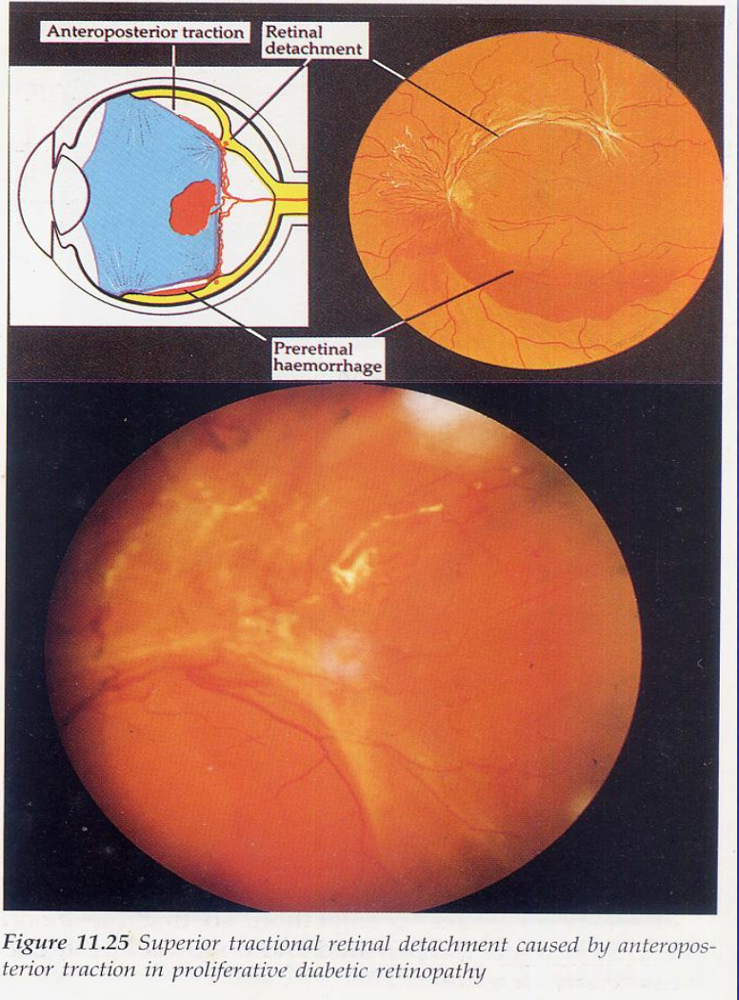 Anteroposterior traction
Retinal
detachment
Preretinal
haemorrhage
Figure 11.25 Superior tractional retinal detachment caused by anteropos-
terior traction in proliferative diabetic retinopathy